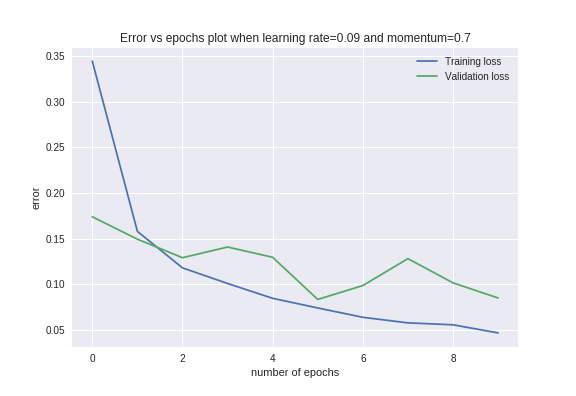 Error vs epochs plot when learning rate=0.09 and momentum=0.7
Training loss
Validation loss
0.35
0.30
0.25
0.20
0.15
0.10
0.05
error
0 2 4 6 8
number of epochs